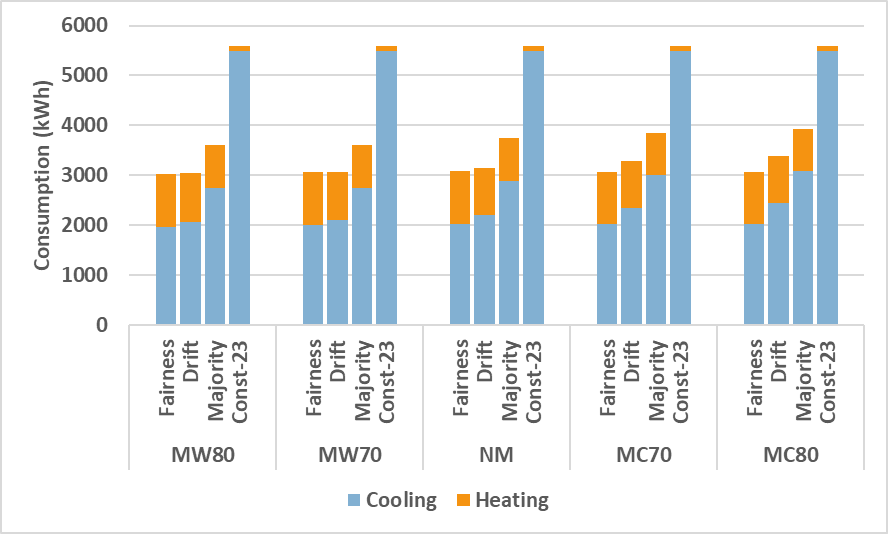 Consumption (kWh)
6000
5000
4000
3000
2000
1000
0
Fairness
Drift
Majority
Const-23
Fairness
Drift
Majority
Const-23
Fairness
Drift
Majority
Const-23
Fairness
Drift
Majority
Const-23
Fairness
Drift
Majority
Const-23
MW80 MW70 NM MC70 MC80
Cooling Heating